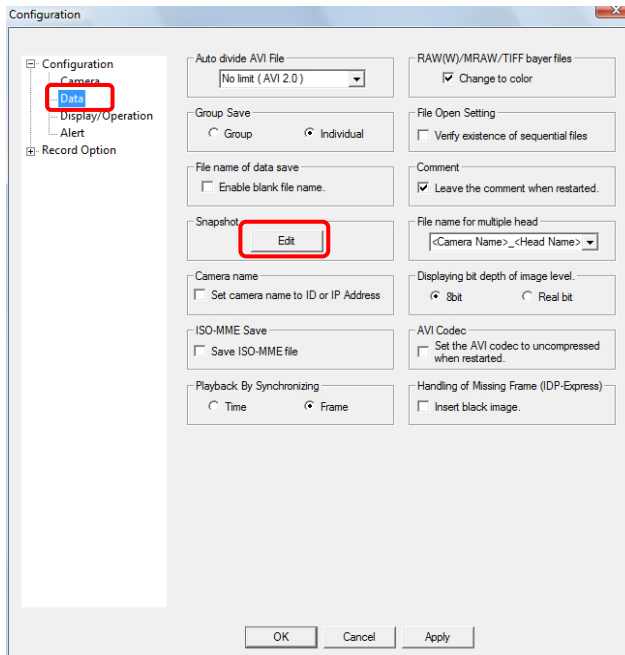 Configuration
Configuration
Camera
Data
Display/Operation
Alert
Record Option
Auto divide AVI File
No limit ( AVI 2.0 )
Group Save
Group
Individual
File name of data save
Enable blank file name.
Snapshot
Edit
Camera name
Set camera name to ID or IP Address
ISO-MME Save
Save ISO-MME file
Playback By Synchronizing
Time
Frame
RAW(W)/MRAW/TIFF bayer files
Change to color
File Open Setting
Verify existence of sequential files
Comment
Leave the comment when restarted.
File name for multiple head
<Camera Name>_<Head Name>
Displaying bit depth of image level.
8bit
Real bit
AVI Codec
Set the AVI codec to uncompressed
when restarted.
Handling of Missing Frame (IDP-Express)
Insert black image.
OK
Cancel
Apply